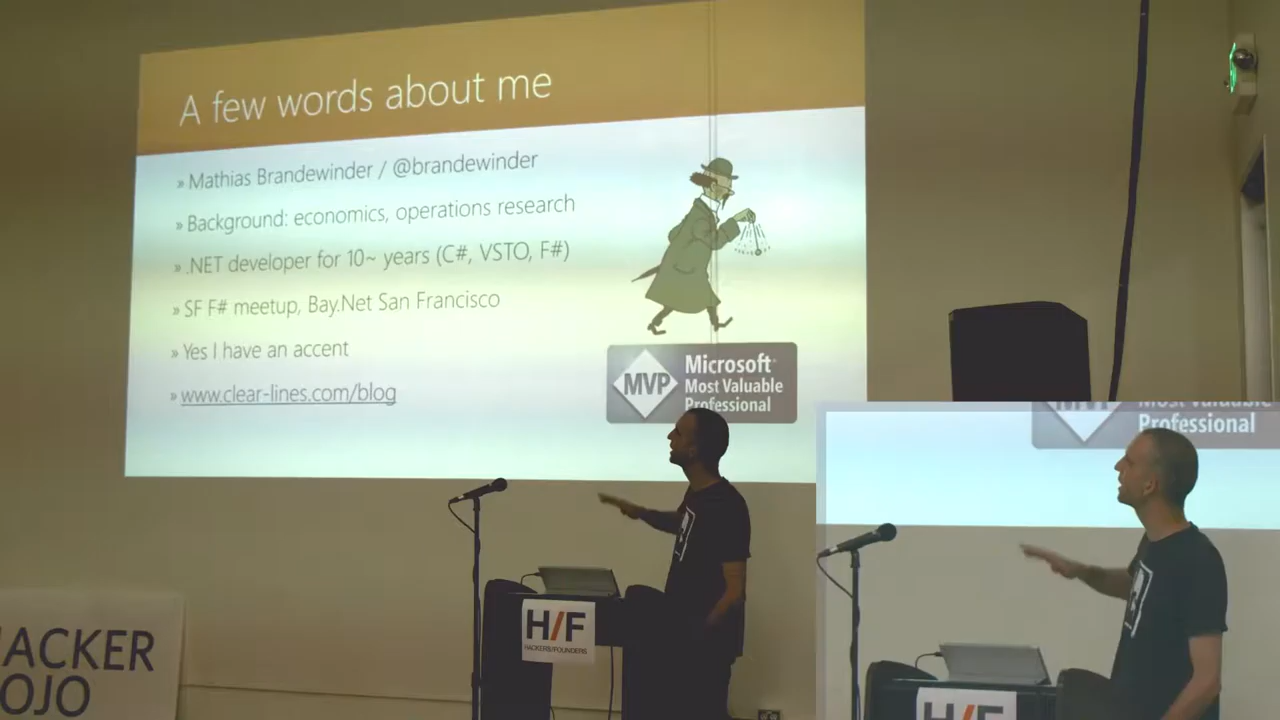 A few words about me
» Mathias Brandewinder / @brandewinder
» Background: economics, operations research
» .NET developer for 10~ years (C#, VSTO, F#)
» SF F# meetup, Bay.Net San Francisco
» Yes I have an accent
» www.clear-lines.com/blog
MVP
Microsoft
Most Valuable
Professional
H/F
HACKERS/FOUNDERS
ACKER
OJO
Most Valuable
Professional
H/F